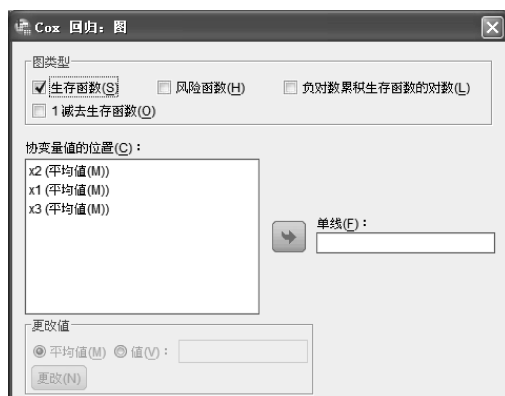 Cox 回归：图
图类型
生存函数(S) 风险函数(H) 负对数累积生存函数的对数(L)
1 减去生存函数(O)
协变量值的位置(C)：
x2 (平均值(M))
x1 (平均值(M))
x3 (平均值(M))
单线(F)：
更改值
平均值(M) 值(V)：
更改(N)